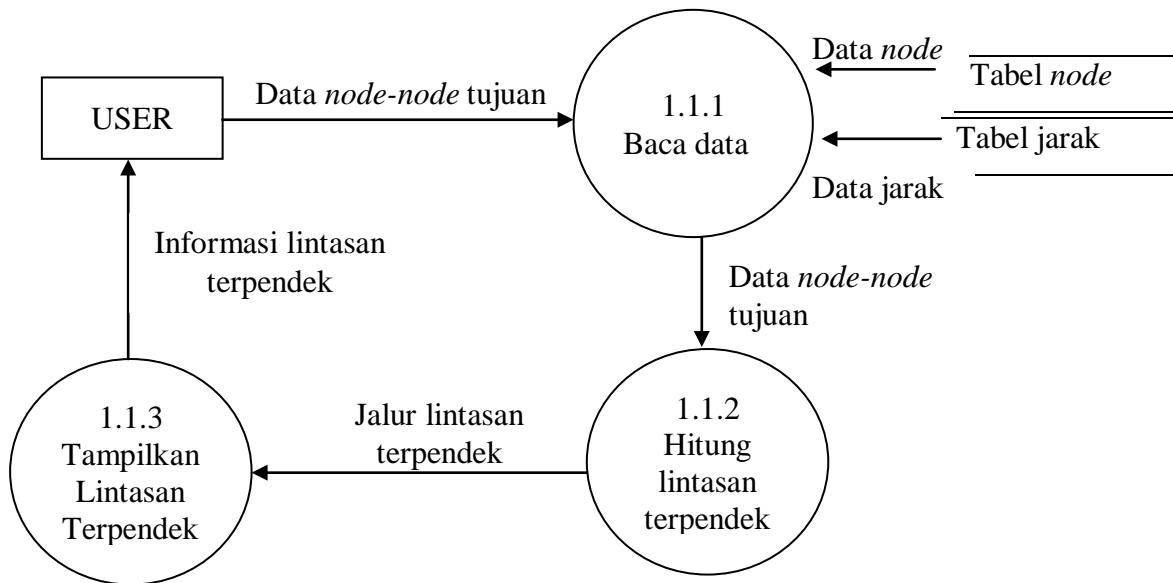 USER
Data node-node tujuan
1.1.1
Baca data
Data node
Tabel node
Tabel jarak
Data jarak
Informasi lintasan
terpendek
Data node-node
tujuan
1.1.3
Tampilkan
Lintasan
Terpendek
Jalur lintasan
terpendek
1.1.2
Hitung
lintasan
terpendek